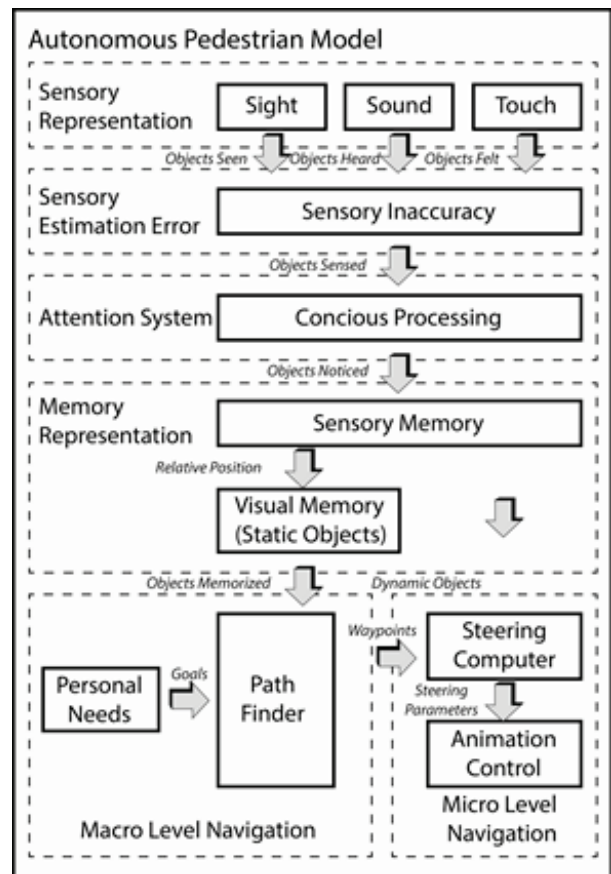 Autonomous Pedestrian Model
Sensory
Representation
Sight
Sound
Touch
Objects Seen
Objects Heard
Objects Felt
Sensory
Estimation Error
Sensory Inaccuracy
Objects Sensed
Attention System
Concious Processing
Objects Noticed
Memory
Representation
Sensory Memory
Relative Position
Visual Memory
(Static Objects)
Objects Memorized
Dynamic Objects
Personal
Needs
Goals
Path
Finder
Waypoints
Steering
Computer
Steering
Parameters
Animation
Control
Macro Level Navigation
Micro Level
Navigation